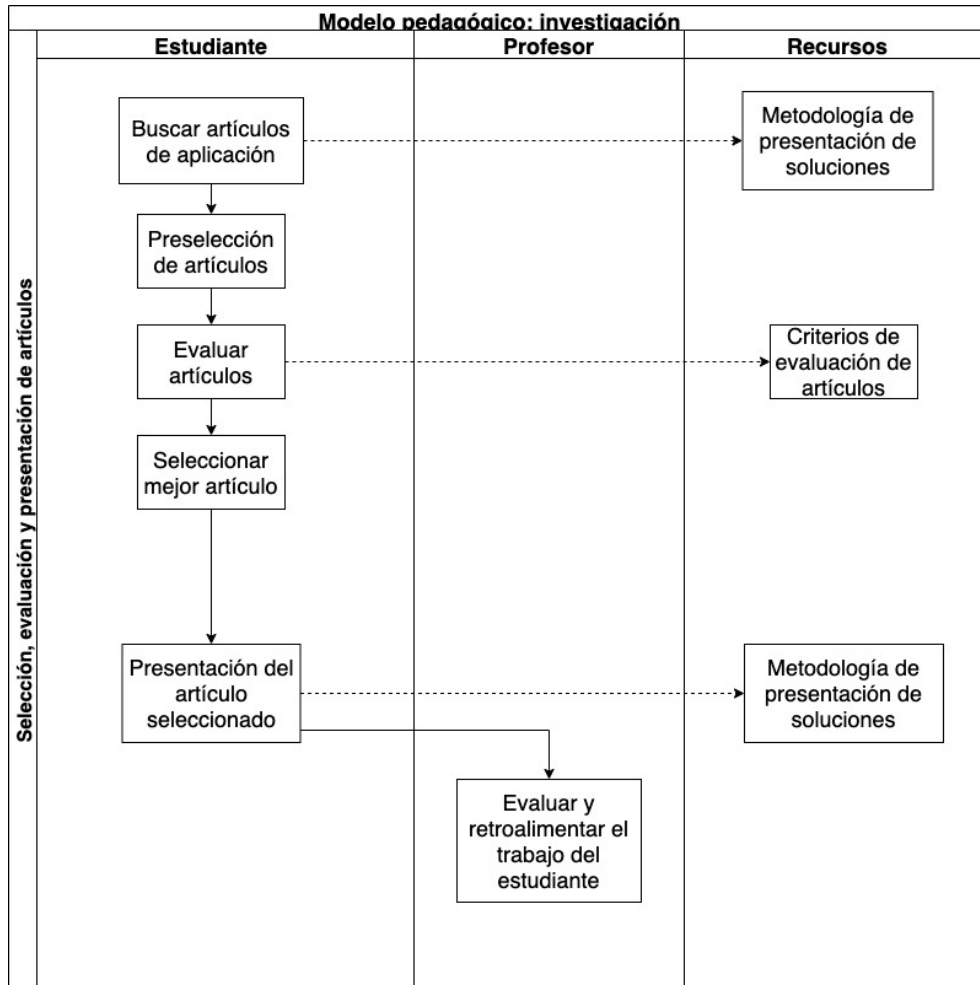 Modelo pedagógico: investigación
Estudiante
Profesor
Recursos
Selección, evaluación y presentación de artículos
Buscar artículos
de aplicación
Metodología de
presentación de
soluciones
Preselección
de artículos
Evaluar
artículos
Criterios de
evaluación de
artículos
Seleccionar
mejor artículo
Presentación del
artículo
seleccionado
Metodología de
presentación de
soluciones
Evaluar y
retroalimentar el
trabajo del
estudiante